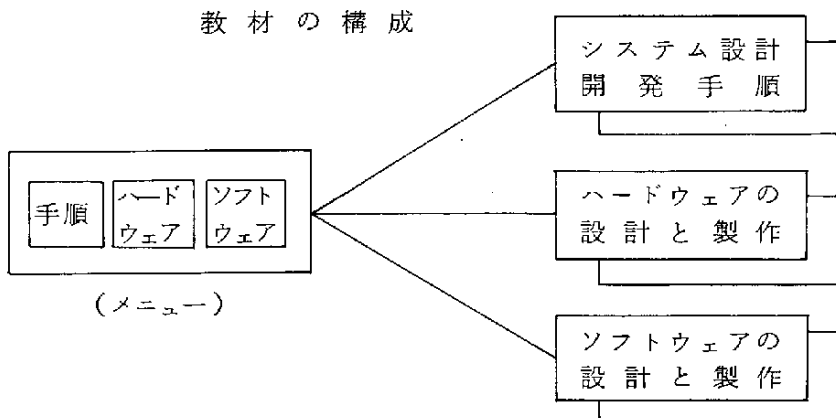 教材の構成
システム設計
開発手順
手順
ハード
ウェア
ソフト
ウェア
(メニュー)
ハードウェアの
設計と製作
ソフトウェアの
設計と製作